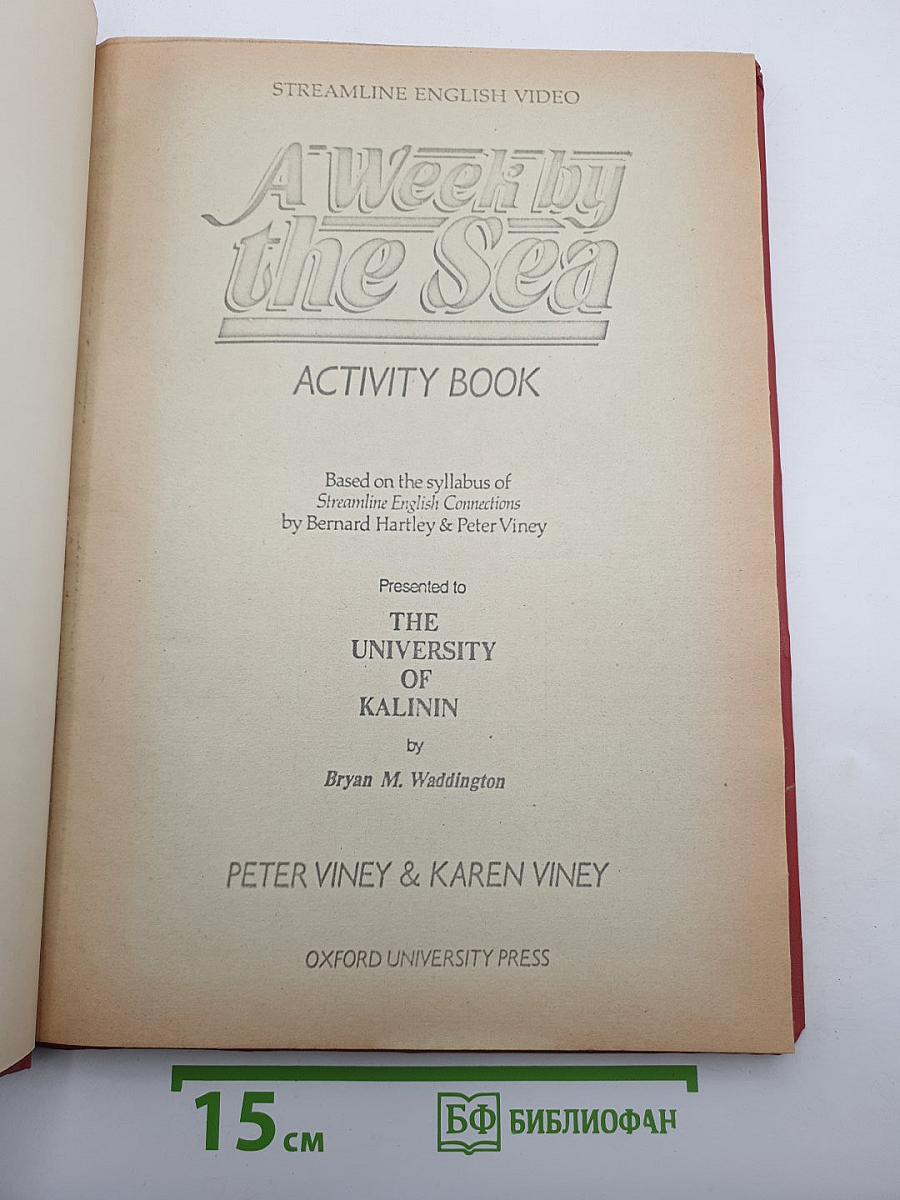 STREAMLINE ENGLISH VIDEO
A Week by
the Sea
ACTIVITY BOOK
Based on the syllabus of
Streamline English Connections
by Bernard Hartley & Peter Viney
Presented to
THE
UNIVERSITY
OF
KALININ
by
Bryan M. Waddington
PETER VINEY & KAREN VINEY
OXFORD UNIVERSITY PRESS
15 см
БФ БИБЛИОФАН